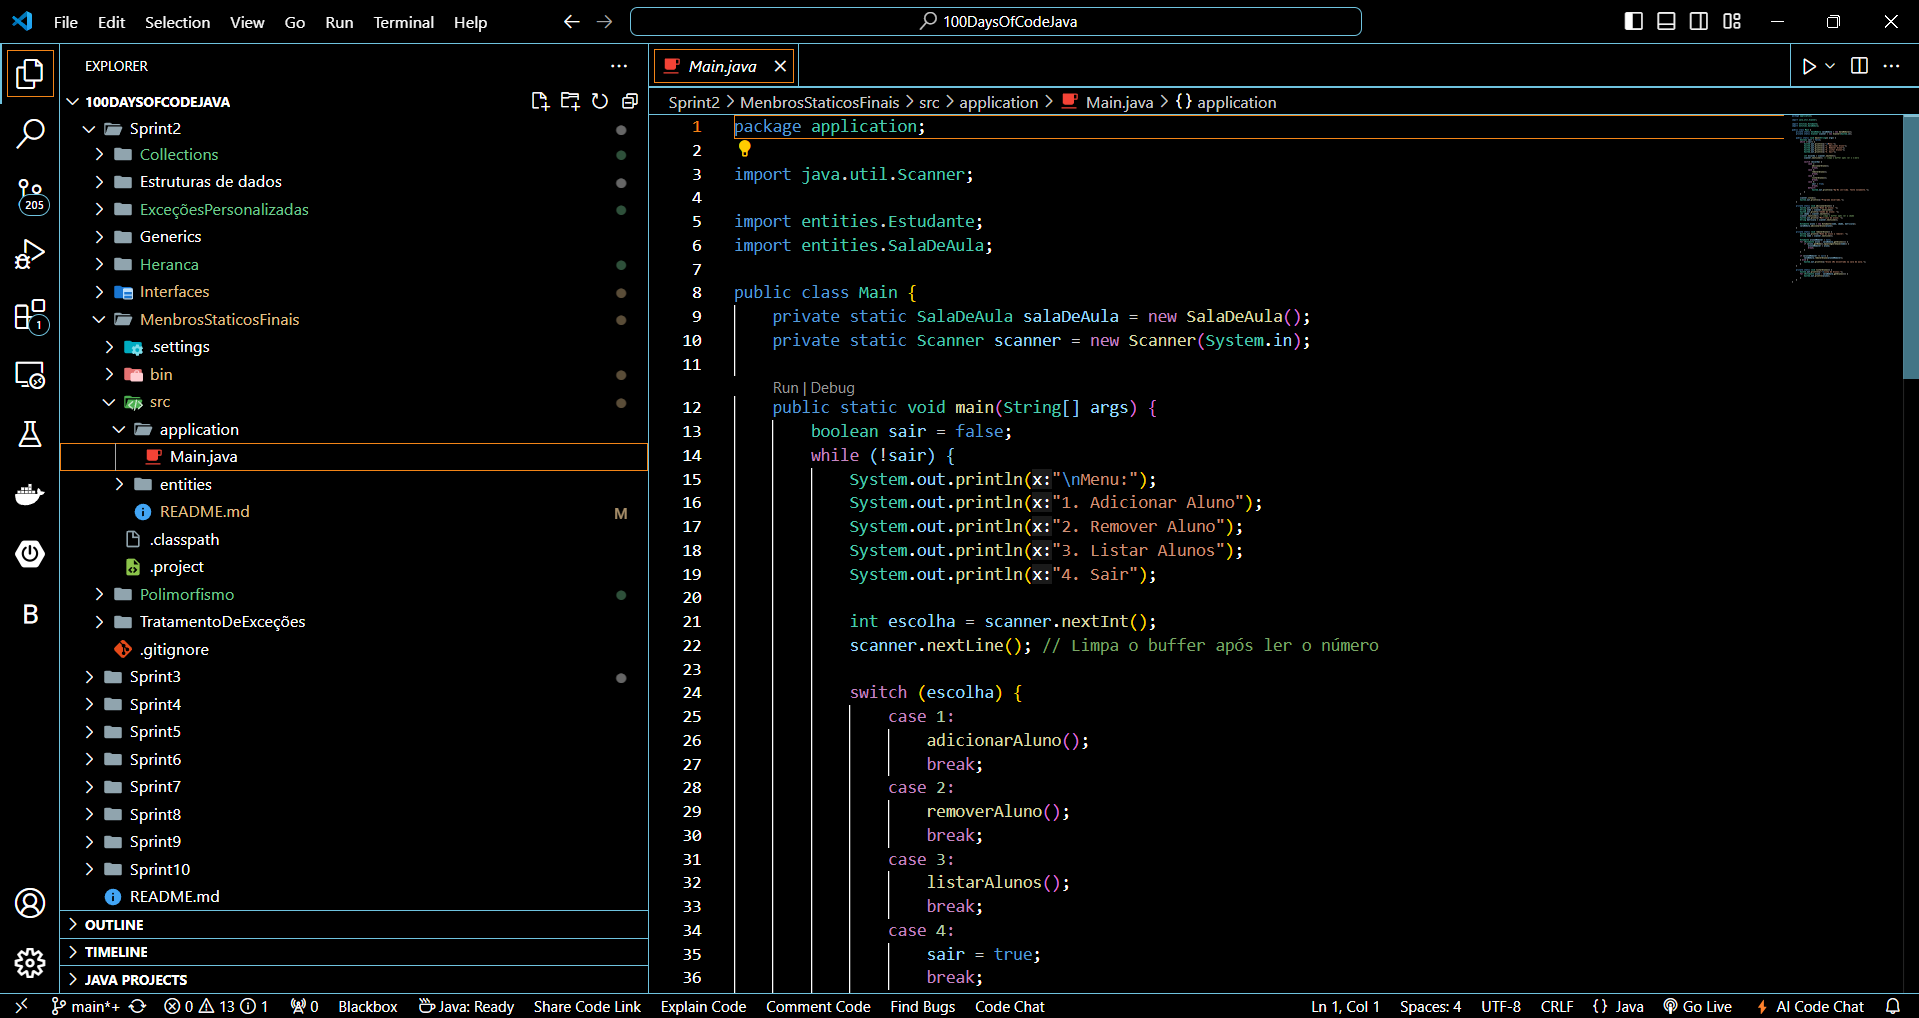 File Edit Selection View Go Run Terminal Help
100DaysOfCodeJava
EXPLORER
100DAYSOFCODEJAVA
Sprint2
Collections
Estruturas de dados
ExceçõesPersonalizadas
Generics
Heranca
Interfaces
MenbrosStaticosFinais
.settings
bin
src
application
Main.java
entities
README.md M
.classpath
.project
Polimorfismo
TratamentoDeExceções
.gitignore
Sprint3
Sprint4
Sprint5
Sprint6
Sprint7
Sprint8
Sprint9
Sprint10
README.md
OUTLINE
TIMELINE
JAVA PROJECTS
205
1
B
Main.java
Sprint2 > MenbrosStaticosFinais > src > application > Main.java > {} application
1 package application;
2
3 import java.util.Scanner;
4
5 import entities.Estudante;
6 import entities.SalaDeAula;
7
8 public class Main {
9 private static SalaDeAula salaDeAula = new SalaDeAula();
10 private static Scanner scanner = new Scanner(System.in);
11
Run | Debug
12 public static void main(String[] args) {
13 boolean sair = false;
14 while (!sair) {
15 System.out.println(x:"\nMenu:");
16 System.out.println(x:"1. Adicionar Aluno");
17 System.out.println(x:"2. Remover Aluno");
18 System.out.println(x:"3. Listar Alunos");
19 System.out.println(x:"4. Sair");
20
21 int escolha = scanner.nextInt();
22 scanner.nextLine(); // Limpa o buffer após ler o número
23
24 switch (escolha) {
25 case 1:
26 adicionarAluno();
27 break;
28 case 2:
29 removerAluno();
30 break;
31 case 3:
32 listarAlunos();
33 break;
34 case 4:
35 sair = true;
36 break;
main*+ 0 13 1 0 Blackbox Java: Ready Share Code Link Explain Code Comment Code Find Bugs Code Chat Ln 1, Col 1 Spaces: 4 UTF-8 CRLF {} Java Go Live AI Code Chat